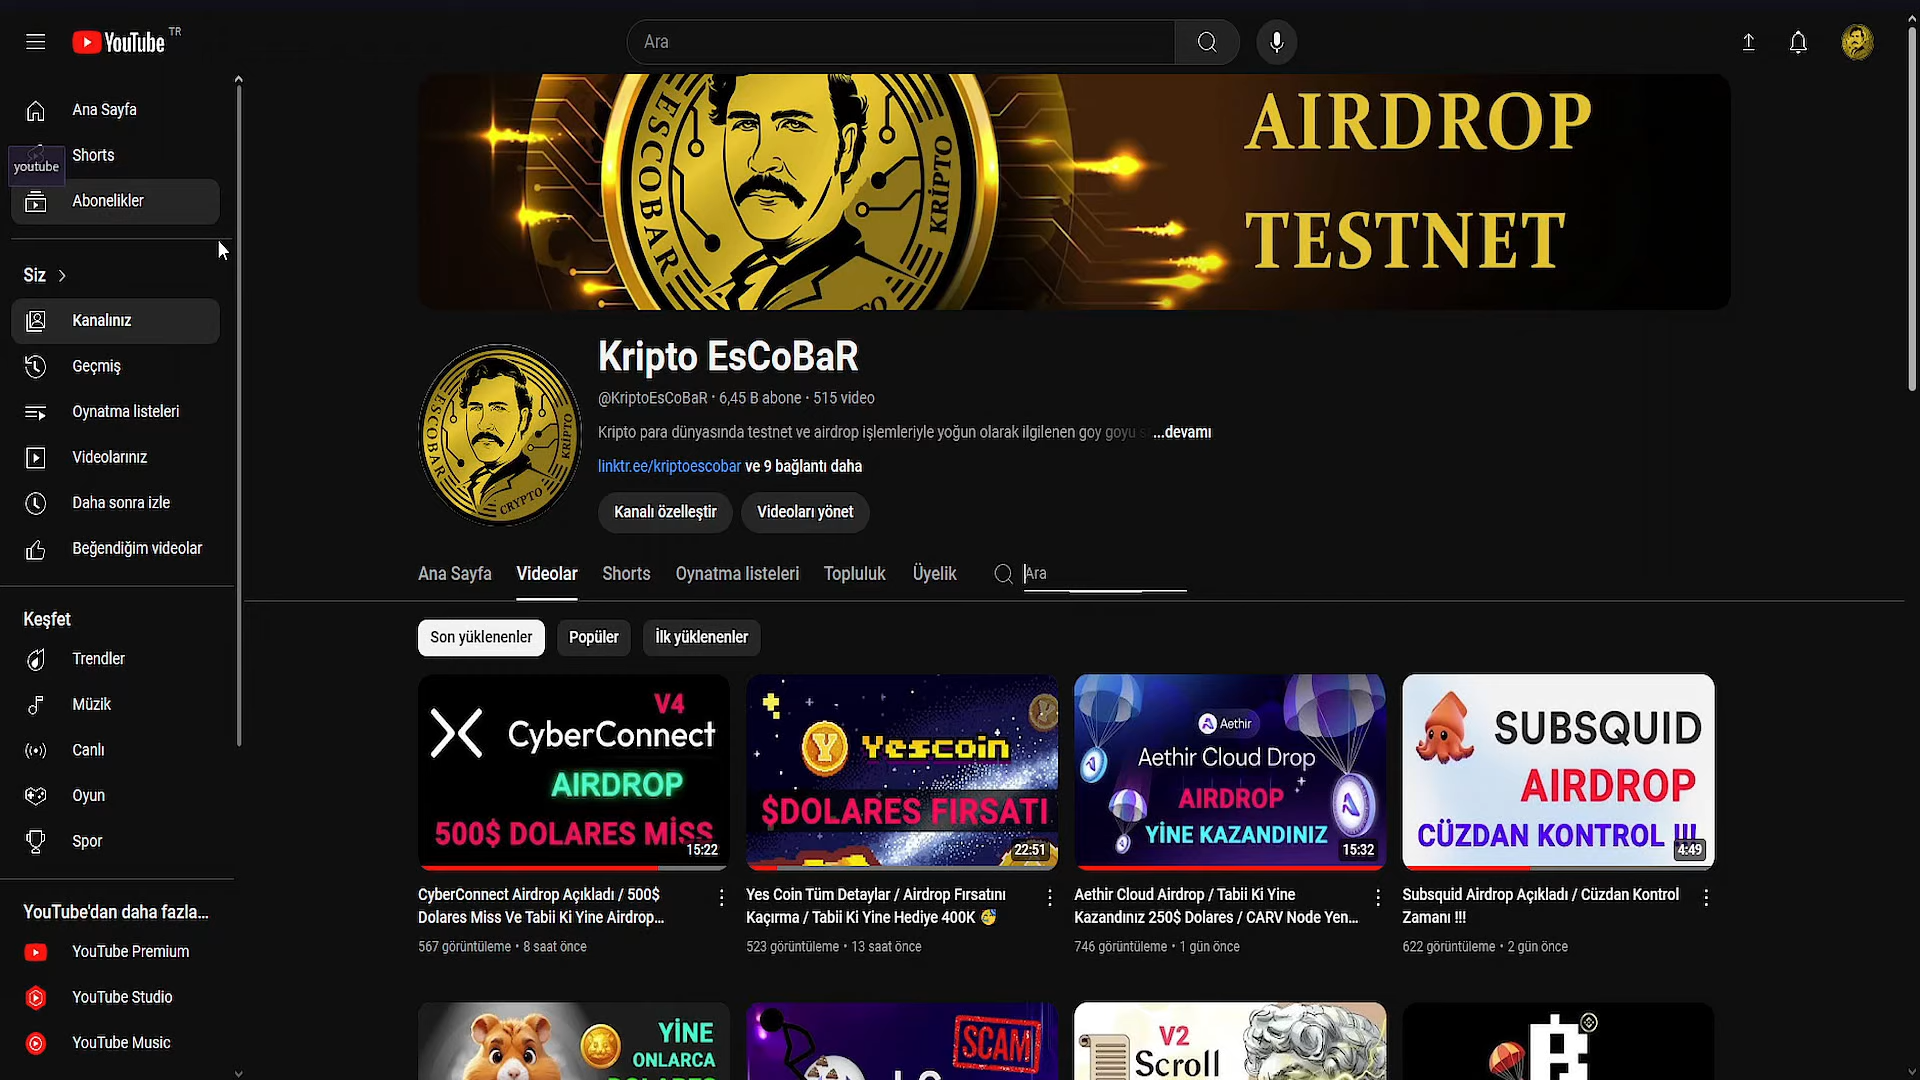 YouTube TR
Ara
Ana Sayfa
Shorts
youtube
Abonelikler
Siz
Kanalınız
Geçmiş
Oynatma listeleri
Videolarınız
Daha sonra izle
Beğendiğim videolar
Keşfet
Trendler
Müzik
Canlı
Oyun
Spor
YouTube'dan daha fazla...
YouTube Premium
YouTube Studio
YouTube Music
ESCOBAR
KRİPTO
AIRDROP
TESTNET
ESCOBAR
KRİPTO
CRYPTO
Kripto EsCoBaR
@KriptoEsCoBaR · 6,45 B abone · 515 video
Kripto para dünyasında testnet ve airdrop işlemleriyle yoğun olarak ilgilenen goy goyu ...devamı
linktr.ee/kriptoescobar ve 9 bağlantı daha
Kanalı özelleştir
Videoları yönet
Ana Sayfa
Videolar
Shorts
Oynatma listeleri
Topluluk
Üyelik
Ara
Son yüklenenler
Popüler
İlk yüklenenler
V4
CyberConnect
AIRDROP
500$ DOLARES MİSS
15:22
CyberConnect Airdrop Açıkladı / 500$
Dolares Miss Ve Tabii Ki Yine Airdrop...
567 görüntüleme • 8 saat önce
Yescoin
$DOLARES FIRSATI
22:51
Yes Coin Tüm Detaylar / Airdrop Fırsatını
Kaçırma / Tabii Ki Yine Hediye 400K 🥳
523 görüntüleme • 13 saat önce
Aethir
Aethir Cloud Drop
AIRDROP
YİNE KAZANDINIZ
15:32
Aethir Cloud Airdrop / Tabii Ki Yine
Kazandınız 250$ Dolares / CARV Node Yen...
746 görüntüleme • 1 gün önce
SUBSQUID
AIRDROP
CÜZDAN KONTROL !!!
4:49
Subsquid Airdrop Açıkladı / Cüzdan Kontrol
Zamanı !!!
622 görüntüleme • 2 gün önce
YİNE
ONLARCA
SCAM
V2
Scroll